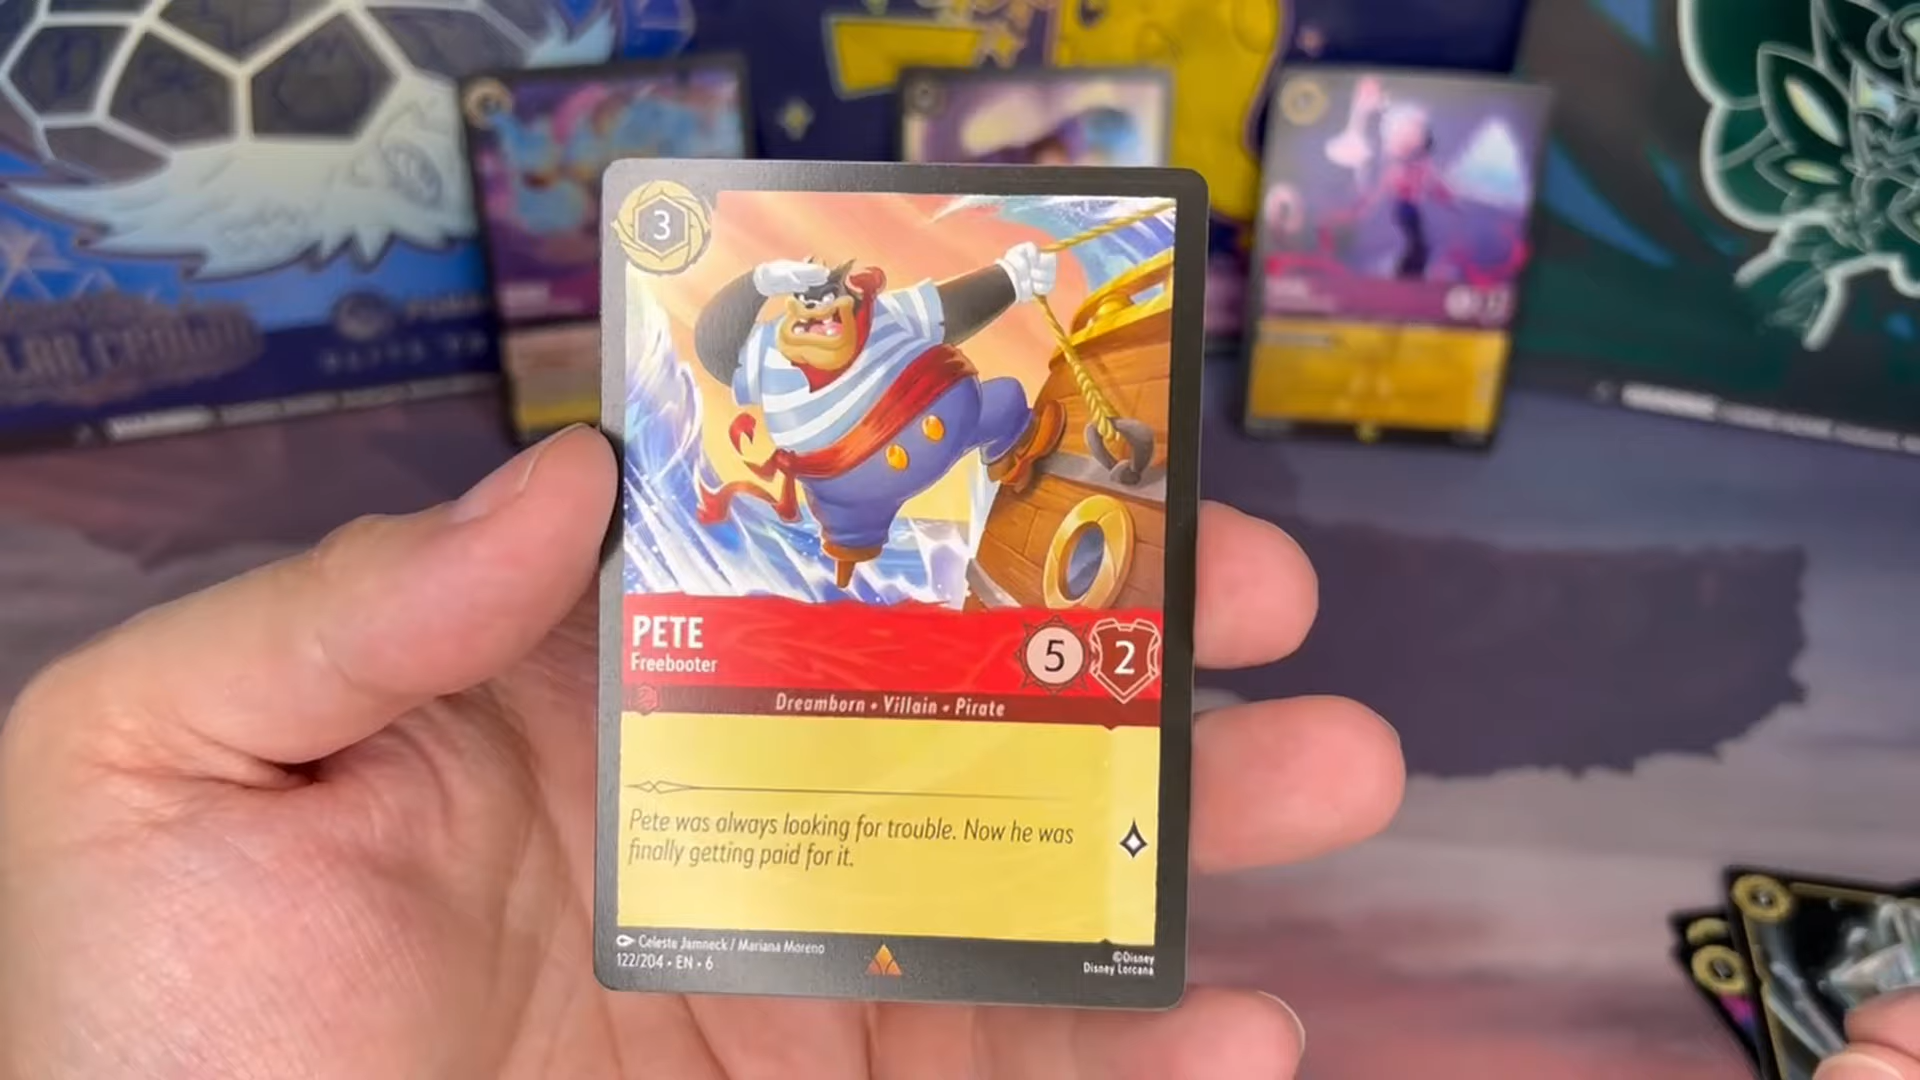 3
PETE
Freebooter
5
2
Dreamborn • Villain • Pirate
Pete was always looking for trouble. Now he was
finally getting paid for it.
Celeste Jamneck / Mariana Moreno
122/204 • EN • 6
©Disney
Disney Lorcana